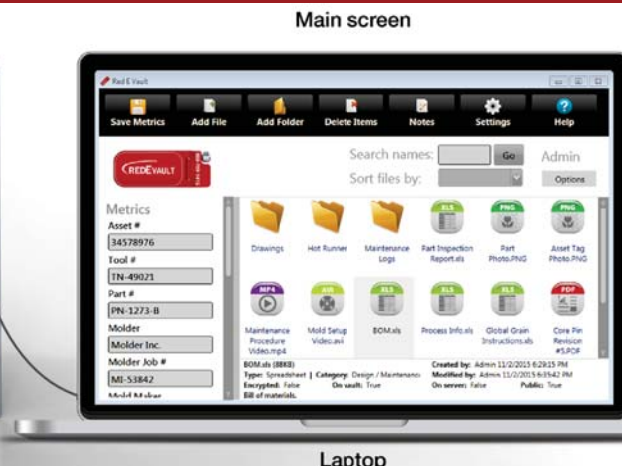 Main screen
Red E Vault
Save Metrics
Add File
Add Folder
Delete Items
Notes
Settings
Help
REDEVAULT
Search names:
Go
Admin
Sort files by:
Options
Metrics
Asset #
34578976
Tool #
TN-49021
Part #
PN-1273-B
Molder
Molder Inc.
Molder Job #
MI-53842
Mold Maker
Drawings
Hot Runner
Maintenance
Logs
XLS
Part Inspection
Report.xls
PNG
Part
Photo.PNG
PNG
Asset Tag
Photo.PNG
MP4
Maintenance
Procedure
Video.mp4
AVI
Mold Setup
Video.avi
XLS
BOM.xls
XLS
Process Info.xls
XLS
Global Grain
Instructions.xls
PDF
Core Pin
Revision
#5.PDF
BOM.xls (88KB)
Type: Spreadsheet | Category: Design / Maintenanc
Encrypted: False On vault: True
Bill of materials.
Created by: Admin 11/2/2015 6:29:15 PM
Modified by: Admin 11/2/2015 6:35:42 PM
On server: False Public: True
Laptop